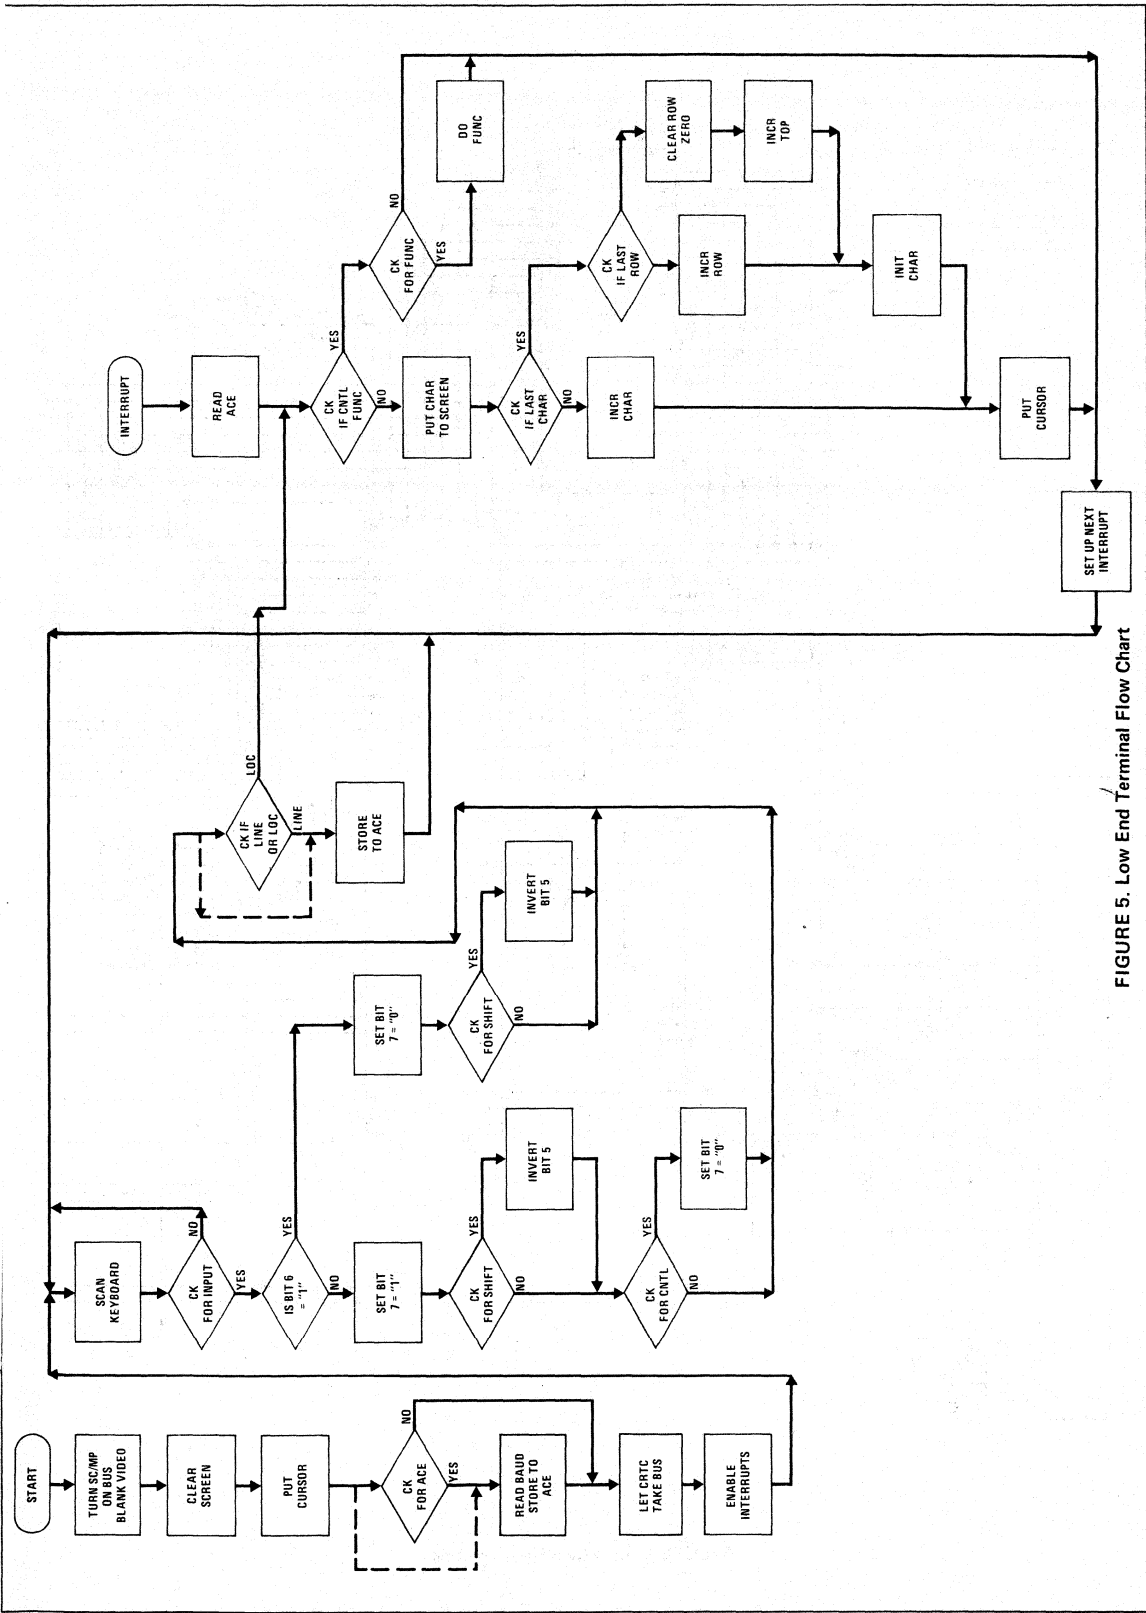 START
TURN SC/MP
ON BUS
BLANK VIDEO
CLEAR
SCREEN
PUT
CURSOR
CK
FOR ACE
NO
YES
READ BAUD
STORE TO
ACE
LET CRTC
TAKE BUS
ENABLE
INTERRUPTS
SCAN
KEYBOARD
CK
FOR INPUT
NO
YES
IS BIT 6
= "1"
YES
NO
SET BIT
7 = "1"
CK
FOR SHIFT
YES
NO
INVERT
BIT 5
CK
FOR CNTL
YES
NO
SET BIT
7 = "0"
SET BIT
7 = "0"
CK
FOR SHIFT
YES
NO
INVERT
BIT 5
CK IF
LINE
OR LOC
LOC
LINE
STORE
TO ACE
INTERRUPT
READ
ACE
CK
IF CNTL
FUNC
YES
NO
CK
FOR FUNC
NO
YES
DO
FUNC
PUT CHAR
TO SCREEN
CK
IF LAST
CHAR
YES
NO
INCR
CHAR
CK
IF LAST
ROW
CLEAR ROW
ZERO
INCR
TOP
INCR
ROW
INIT
CHAR
PUT
CURSOR
SET UP NEXT
INTERRUPT
FIGURE 5. Low End Terminal Flow Chart